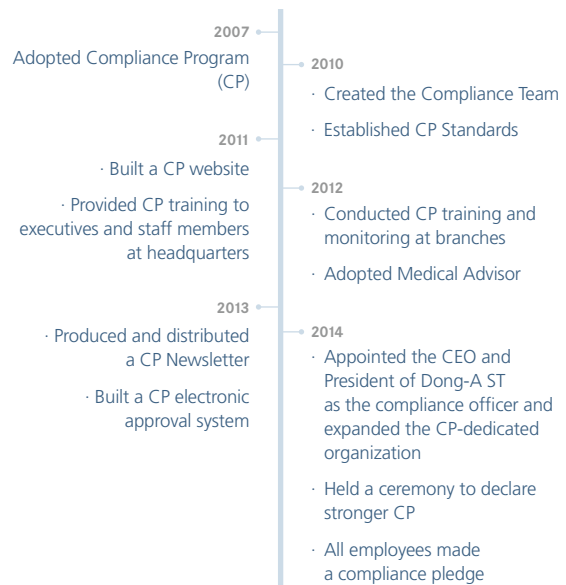 2007
Adopted Compliance Program
(CP)
2010
· Created the Compliance Team
· Established CP Standards
2011
· Built a CP website
· Provided CP training to
executives and staff members
at headquarters
2012
· Conducted CP training and
monitoring at branches
· Adopted Medical Advisor
2013
· Produced and distributed
a CP Newsletter
· Built a CP electronic
approval system
2014
· Appointed the CEO and
President of Dong-A ST
as the compliance officer and
expanded the CP-dedicated
organization
· Held a ceremony to declare
stronger CP
· All employees made
a compliance pledge